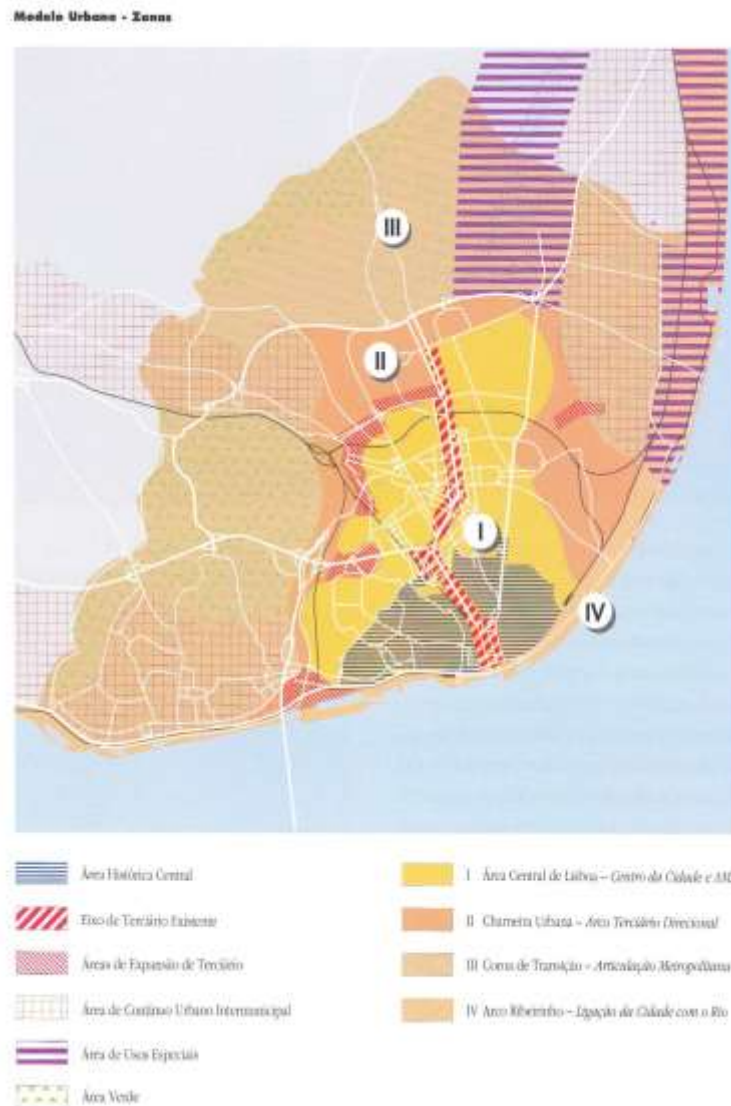 Modelo Urbano - Zonas
III
II
I
IV
Área Histórica Central
Eixo de Terciário Existente
Áreas de Expansão de Terciário
Área de Contínuo Urbano Intermunicipal
Área de Usos Especiais
Área Verde
I Área Central de Lisboa – Centro da Cidade e AML
II Charneira Urbana – Arco Terciário Direcional
III Coroa de Transição – Articulação Metropolitana
IV Arco Ribeirinho – Ligação da Cidade com o Rio